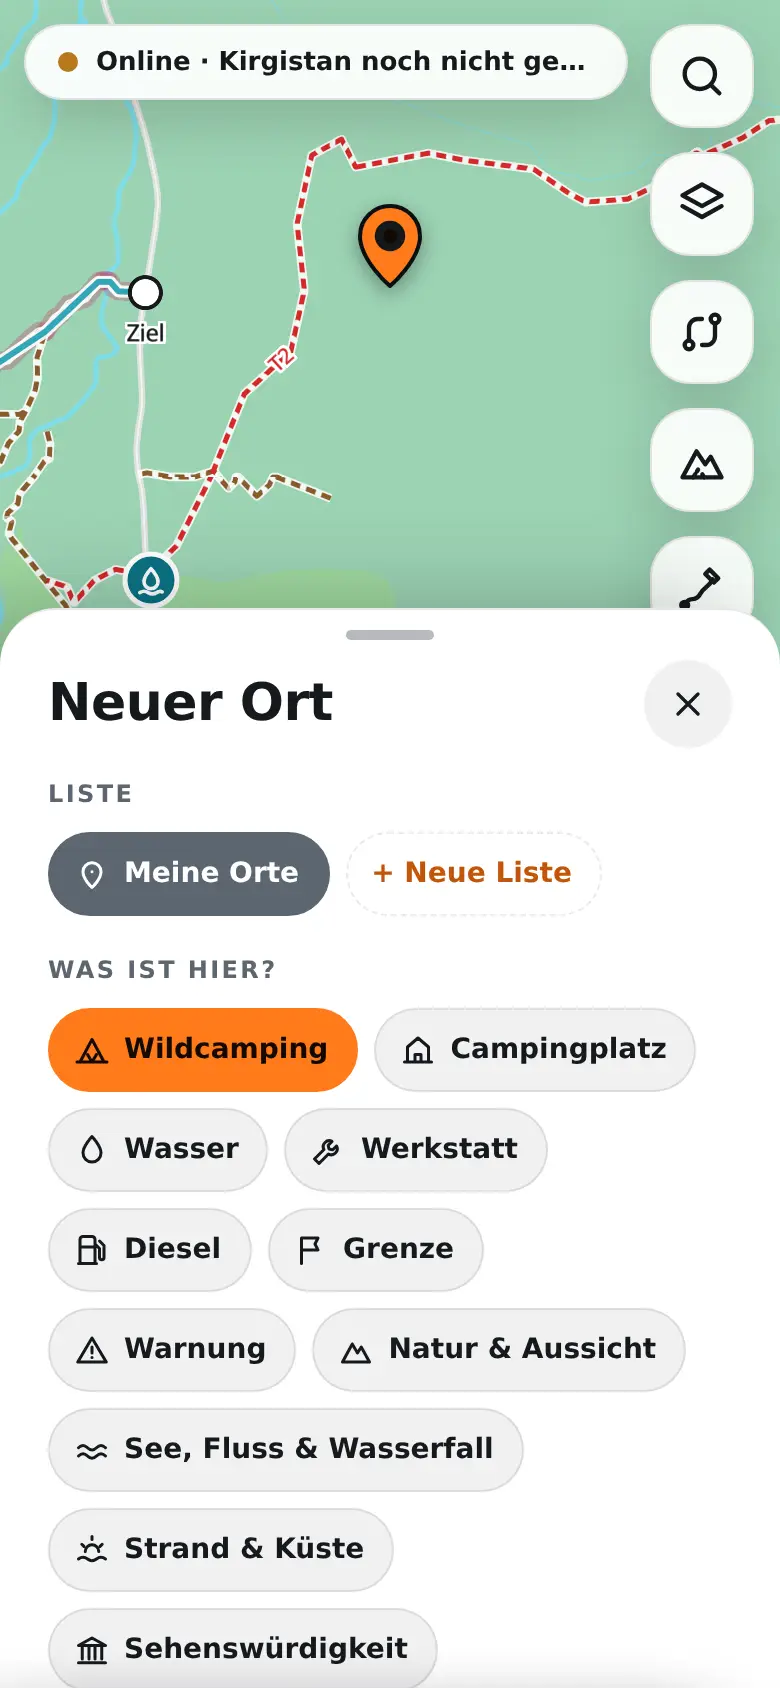 Online · Kirgistan noch nicht ge...
Ziel
T2
Neuer Ort
LISTE
Meine Orte
+ Neue Liste
WAS IST HIER?
Wildcamping
Campingplatz
Wasser
Werkstatt
Diesel
Grenze
Warnung
Natur & Aussicht
See, Fluss & Wasserfall
Strand & Küste
Sehenswürdigkeit